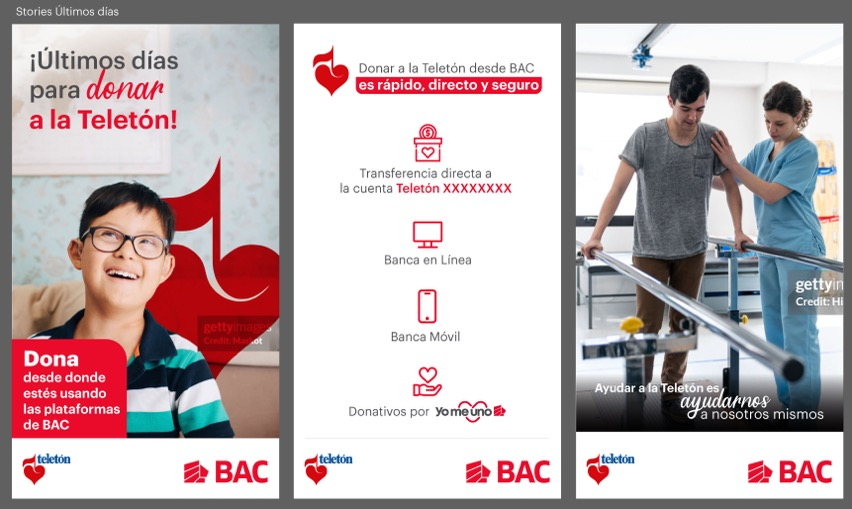 Stories Últimos días
¡Últimos días
para donar
a la Teletón!
gettyimages
Credit: Maskot
Dona
desde donde
estés usando
las plataformas
de BAC
teletón
BAC
Donar a la Teletón desde BAC
es rápido, directo y seguro
Transferencia directa a
la cuenta Teletón XXXXXXXX
Banca en Línea
Banca Móvil
Donativos por Yo me uno
teletón
BAC
gettyim
Credit: Hi
Ayudar a la Teletón es
ayudarnos
a nosotros mismos
teletón
BAC